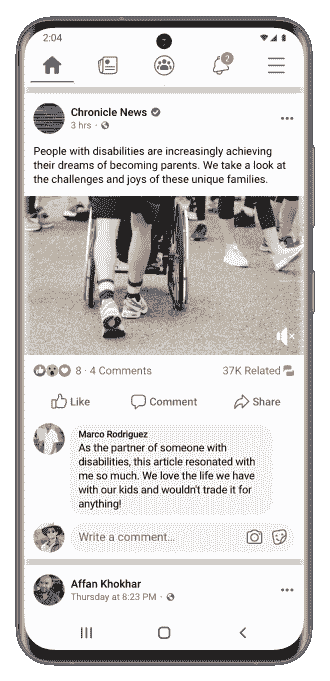 2:04
2
Chronicle News
3 hrs ·
People with disabilities are increasingly achieving
their dreams of becoming parents. We take a look at
the challenges and joys of these unique families.
8 · 4 Comments 37K Related
Like Comment Share
Marco Rodriguez
As the partner of someone with
disabilities, this article resonated with
me so much. We love the life we have
with our kids and wouldn't trade it for
anything!
Write a comment...
Affan Khokhar
Thursday at 8:23 PM ·